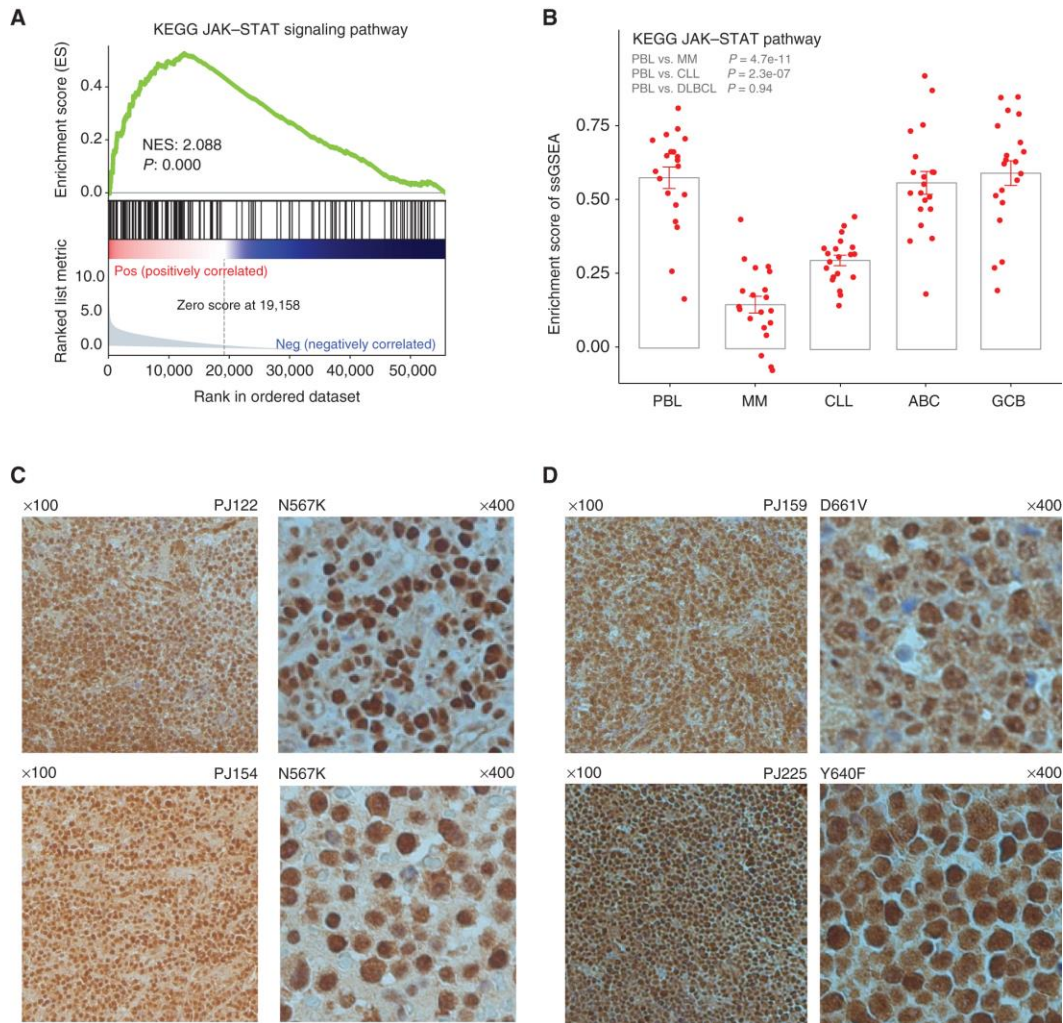 A
KEGG JAK–STAT signaling pathway
Enrichment score (ES)
0.4
0.2
0.0
NES: 2.088
P: 0.000
Pos (positively correlated)
Ranked list metric
10.0
5.0
0.0
Zero score at 19,158
Neg (negatively correlated)
0 10,000 20,000 30,000 40,000 50,000
Rank in ordered dataset
B
KEGG JAK–STAT pathway
PBL vs. MM P = 4.7e-11
PBL vs. CLL P = 2.3e-07
PBL vs. DLBCL P = 0.94
Enrichment score of ssGSEA
0.75
0.50
0.25
0.00
PBL MM CLL ABC GCB
C
×100 PJ122 N567K ×400
×100 PJ154 N567K ×400
D
×100 PJ159 D661V ×400
×100 PJ225 Y640F ×400